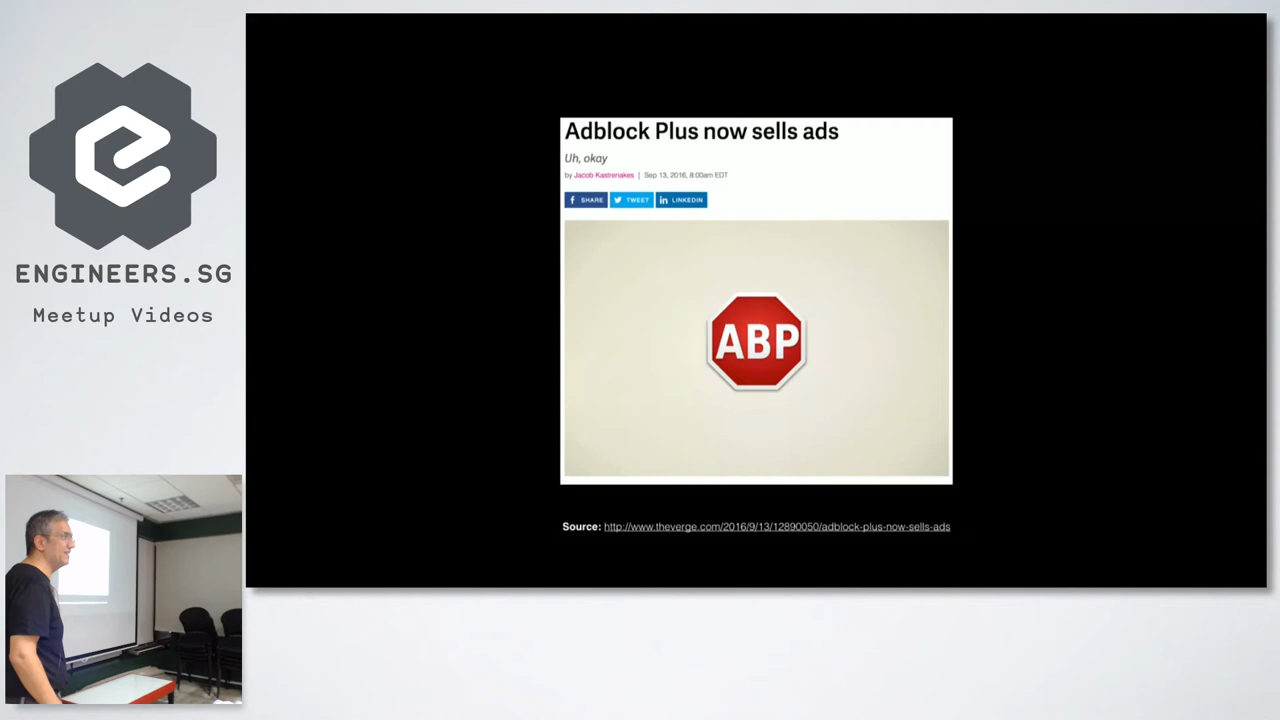 ENGINEERS.SG
Meetup Videos
Adblock Plus now sells ads
Uh, okay
by Jacob Kastrenakes | Sep 13, 2016, 8:00am EDT
SHARE TWEET LINKEDIN
ABP
Source: http://www.theverge.com/2016/9/13/12890050/adblock-plus-now-sells-ads